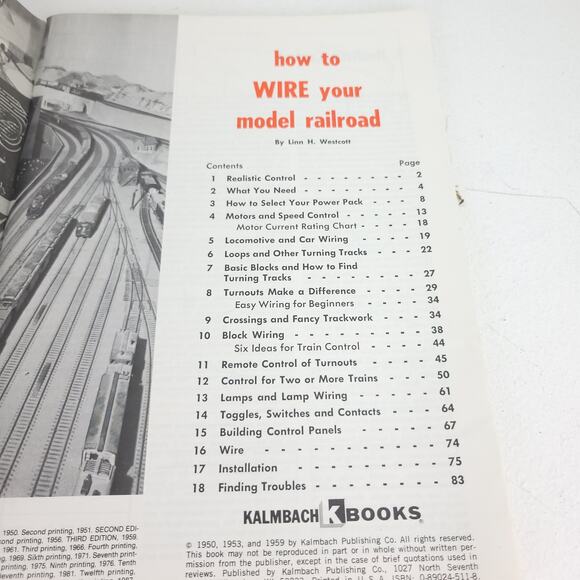 how to
WIRE your
model railroad
By Linn H. Westcott
Contents Page
1 Realistic Control - - - - - - - - 2
2 What You Need - - - - - - - - 4
3 How to Select Your Power Pack - - - - 8
4 Motors and Speed Control - - - - - 13
Motor Current Rating Chart - - - - 18
5 Locomotive and Car Wiring - - - - 19
6 Loops and Other Turning Tracks - - - 22
7 Basic Blocks and How to Find
Turning Tracks - - - - - - - - 27
8 Turnouts Make a Difference - - - - 29
Easy Wiring for Beginners - - - - 34
9 Crossings and Fancy Trackwork - - - 34
10 Block Wiring - - - - - - - - 38
Six Ideas for Train Control - - - - 44
11 Remote Control of Turnouts - - - - 45
12 Control for Two or More Trains - - - 50
13 Lamps and Lamp Wiring - - - - - 61
14 Toggles, Switches and Contacts - - - 64
15 Building Control Panels - - - - - 67
16 Wire - - - - - - - - - - 74
17 Installation - - - - - - - - - 75
18 Finding Troubles - - - - - - - 83
KALMBACH K BOOKS
1950. Second printing, 1951. SECOND EDI-
ond printing, 1956. THIRD EDITION, 1959.
1961. Third printing, 1966. Fourth printing,
g, 1969. Sixth printing, 1971. Seventh print-
nting, 1975. Ninth printing, 1976. Tenth
Eleventh printing, 1981. Twelfth printing,
© 1950, 1953, and 1959 by Kalmbach Publishing Co. All rights reserved.
This book may not be reproduced in part or in whole without written per-
mission from the publisher, except in the case of brief quotations used in
reviews. Published by Kalmbach Publishing Co., 1027 North Seventh
Printed in U.S.A. ISBN: 0-89024-511-8